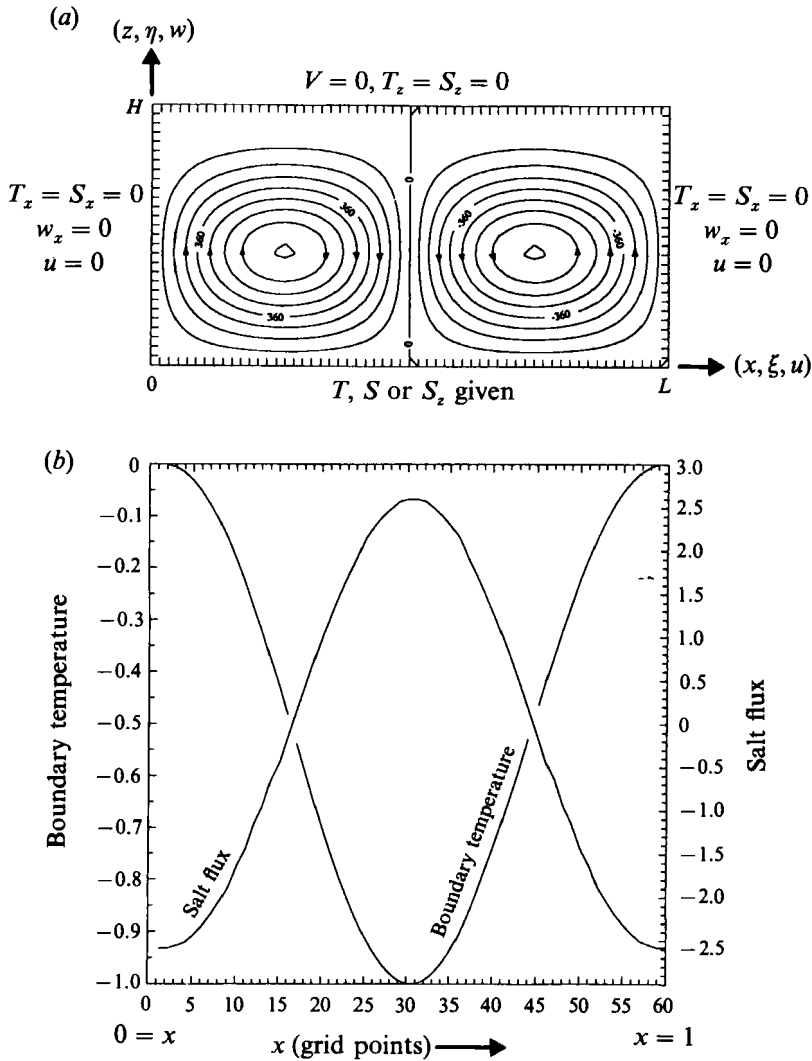 (a)
(z, η, w)
V = 0, T_z = S_z = 0
H
T_x = S_x = 0
w_x = 0
u = 0
T_x = S_x = 0
w_x = 0
u = 0
0
0
360
360
-360
-360
0
L
(x, ξ, u)
T, S or S_z given
(b)
0
−0.1
−0.2
−0.3
−0.4
−0.5
−0.6
−0.7
−0.8
−0.9
−1.0
Boundary temperature
3.0
2.5
2.0
1.5
1.0
0.5
0
−0.5
−1.0
−1.5
−2.0
−2.5
Salt flux
Salt flux
Boundary temperature
0 5 10 15 20 25 30 35 40 45 50 55 60
0 = x x (grid points) x = 1